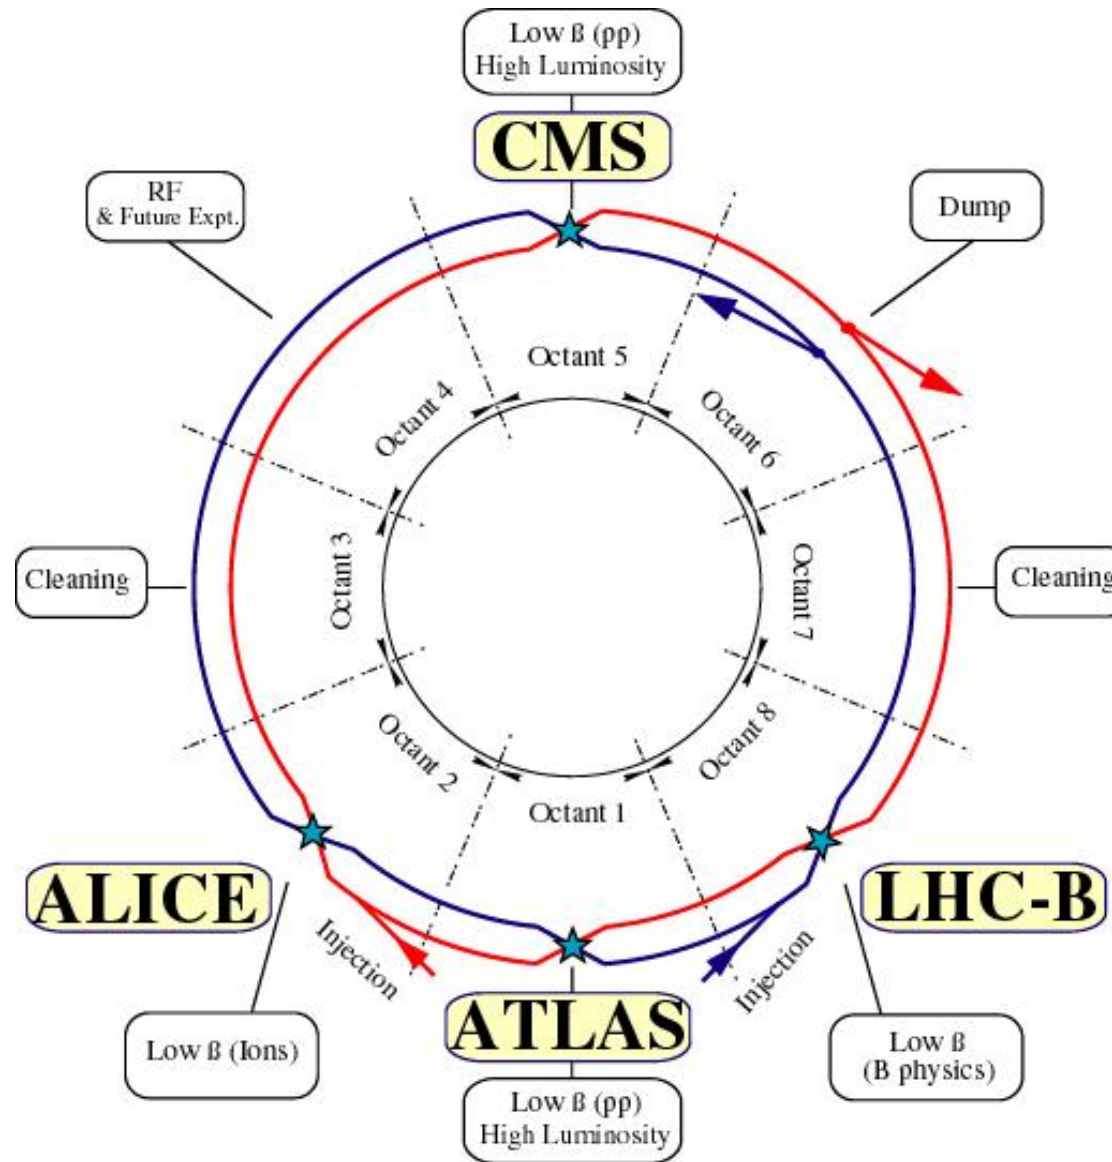 Low ß (pp)
High Luminosity
CMS
RF
& Future Expt.
Dump
Octant 5
Octant 4
Octant 6
Octant 3
Octant 7
Cleaning
Cleaning
Octant 2
Octant 8
Octant 1
ALICE
LHC-B
Injection
Injection
ATLAS
Low ß (Ions)
Low ß
(B physics)
Low ß (pp)
High Luminosity